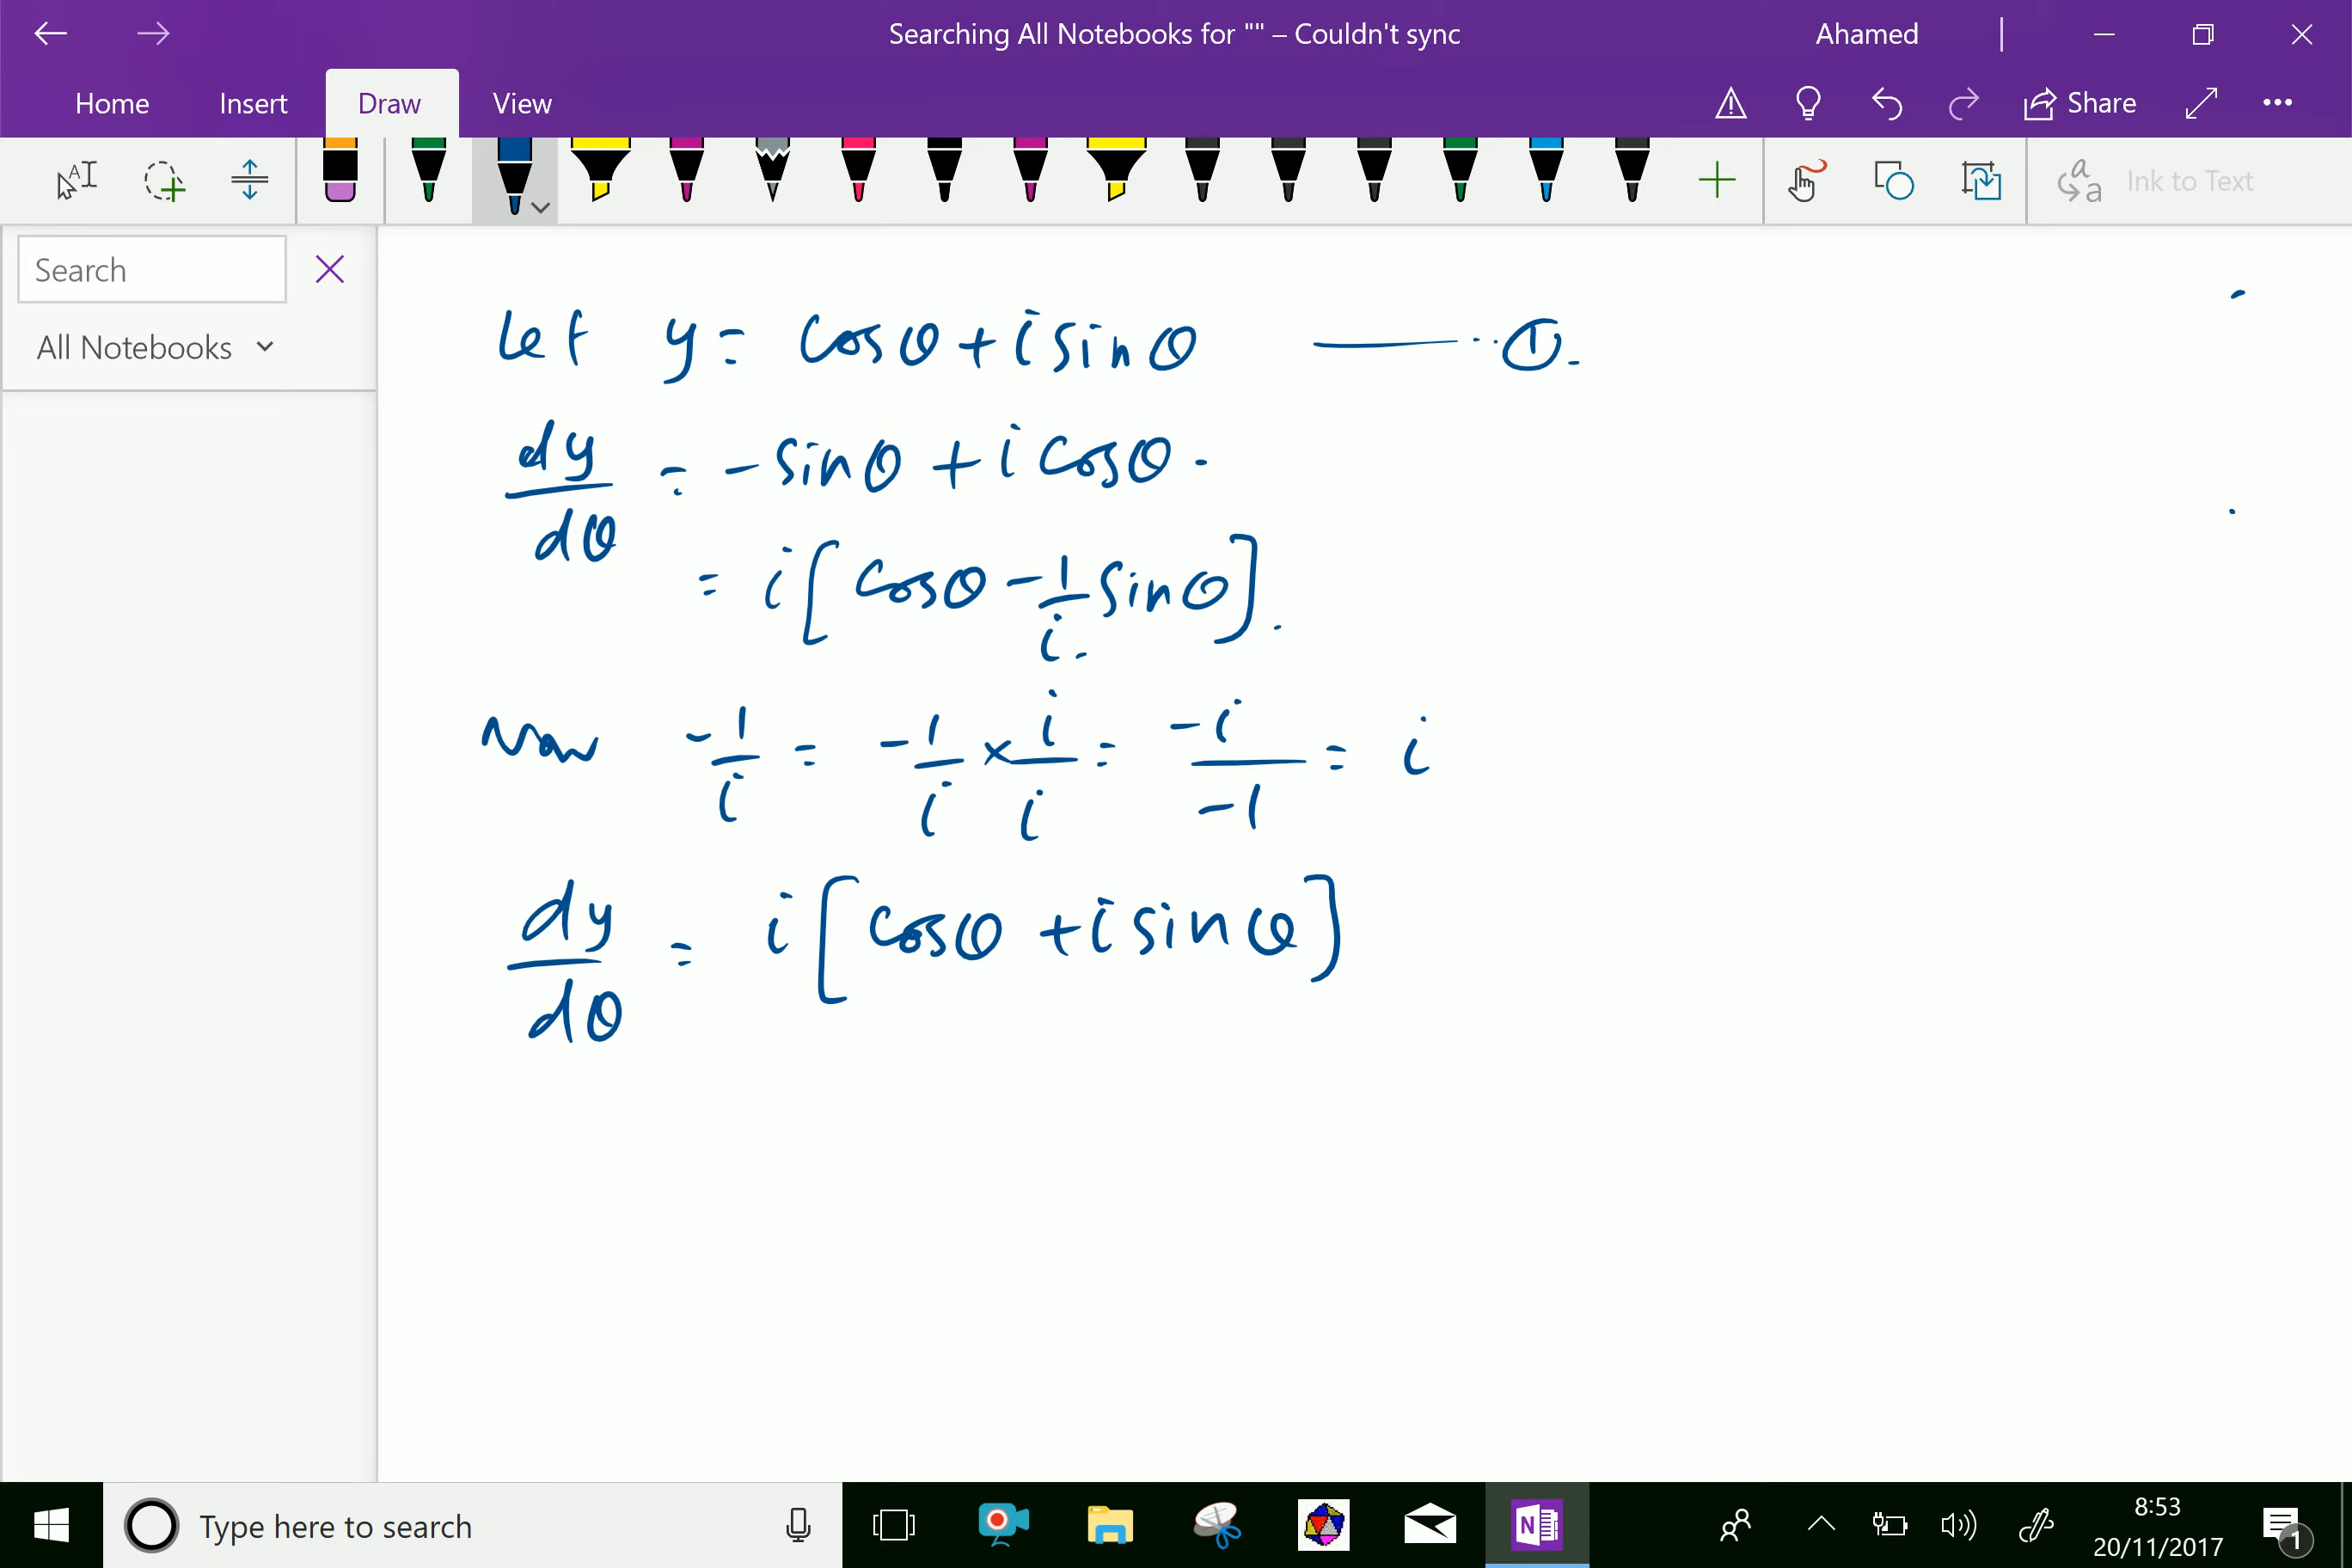 Searching All Notebooks for "" – Couldn't sync
Ahamed
Home Insert Draw View
Share
Ink to Text
Search
All Notebooks
let y = cosθ + i sinθ —— ①.
dy/dθ = - sinθ + i cosθ.
= i [cosθ - 1/i sinθ].
Now -1/i = -1/i × i/i = -i/-1 = i
dy/dθ = i [cosθ + i sinθ]
Type here to search
N
8:53
20/11/2017
1